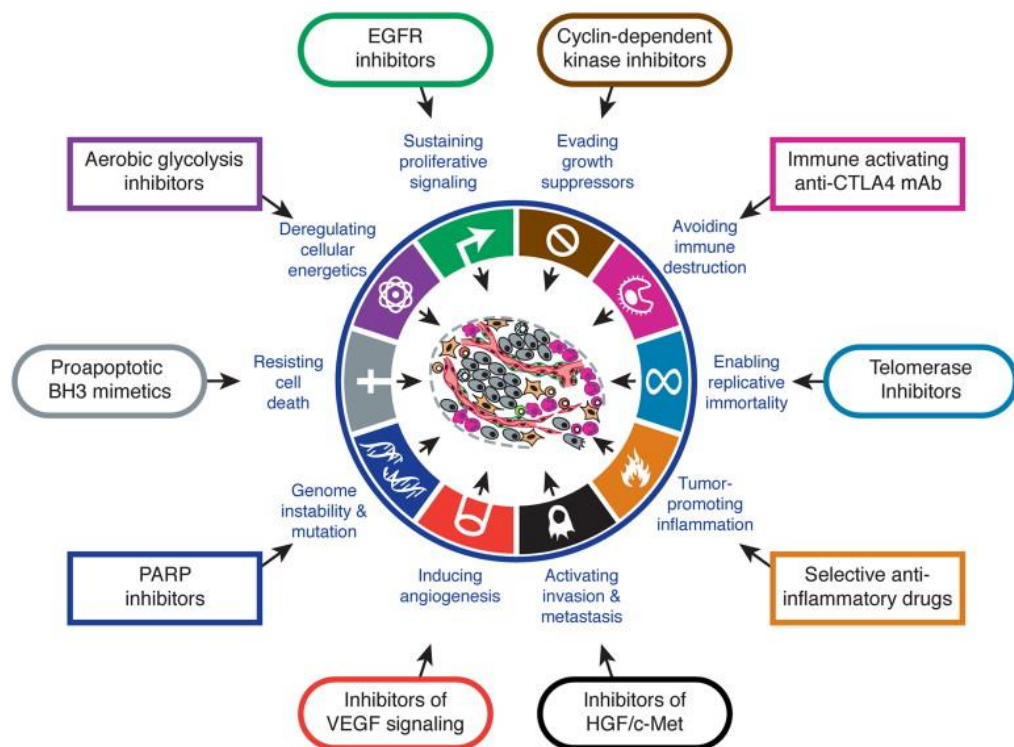 EGFR
inhibitors
Cyclin-dependent
kinase inhibitors
Sustaining
proliferative
signaling
Evading
growth
suppressors
Aerobic glycolysis
inhibitors
Immune activating
anti-CTLA4 mAb
Deregulating
cellular
energetics
Avoiding
immune
destruction
Proapoptotic
BH3 mimetics
Resisting
cell
death
Enabling
replicative
immortality
Telomerase
Inhibitors
Genome
instability &
mutation
Tumor-
promoting
inflammation
PARP
inhibitors
Inducing
angiogenesis
Activating
invasion &
metastasis
Selective anti-
inflammatory drugs
Inhibitors of
VEGF signaling
Inhibitors of
HGF/c-Met